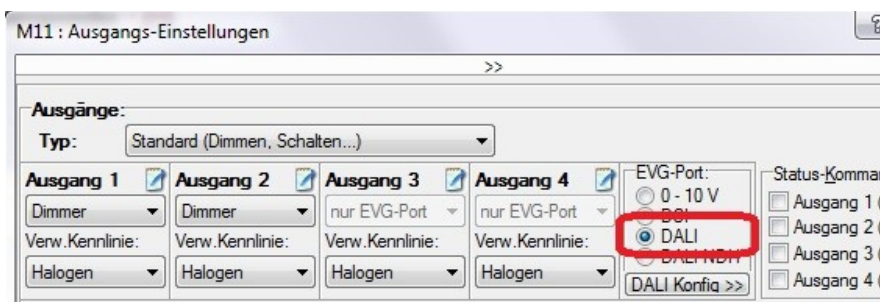 M11 : Ausgangs-Einstellungen
>>
Ausgänge:
Typ: Standard (Dimmen, Schalten...)
Ausgang 1 Ausgang 2 Ausgang 3 Ausgang 4
Dimmer Dimmer nur EVG-Port nur EVG-Port
Verw.Kennlinie: Verw.Kennlinie: Verw.Kennlinie: Verw.Kennlinie:
Halogen Halogen Halogen Halogen
EVG-Port:
0 - 10 V
DALI
DALI Konfig >>
Ausgang 1
Ausgang 2
Ausgang 3
Ausgang 4